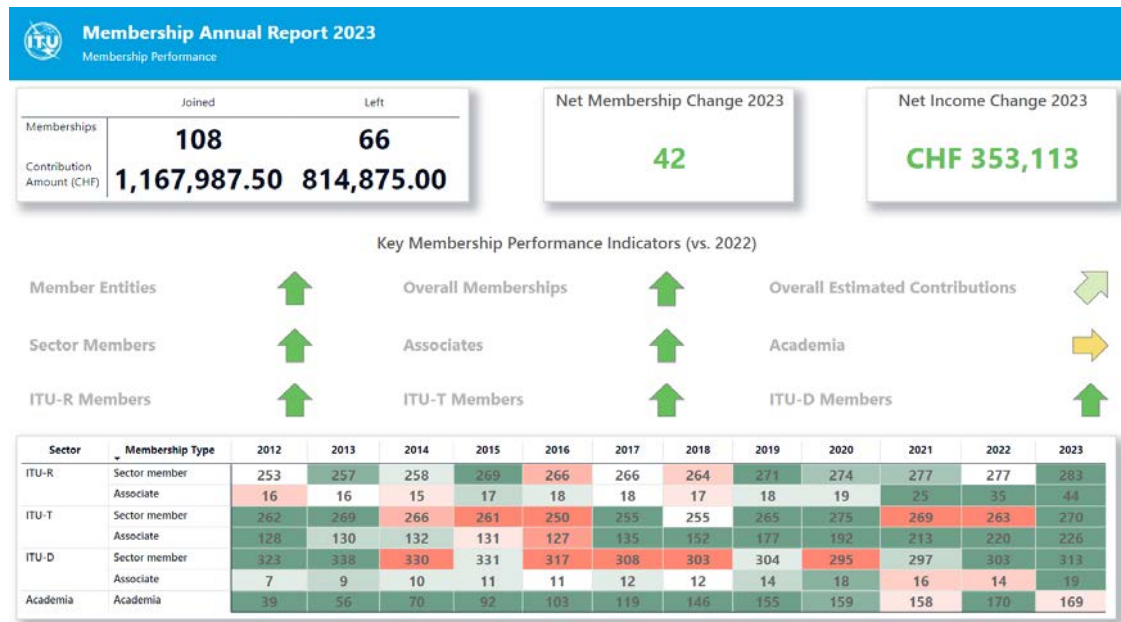 ITU
Membership Annual Report 2023
Membership Performance
Joined Left
Memberships 108 66
Contribution
Amount (CHF) 1,167,987.50 814,875.00
Net Membership Change 2023
42
Net Income Change 2023
CHF 353,113
Key Membership Performance Indicators (vs. 2022)
Member Entities Overall Memberships Overall Estimated Contributions
Sector Members Associates Academia
ITU-R Members ITU-T Members ITU-D Members
Sector Membership Type 2012 2013 2014 2015 2016 2017 2018 2019 2020 2021 2022 2023
ITU-R Sector member 253 257 258 269 266 266 264 271 274 277 277 283
Associate 16 16 15 17 18 18 17 18 19 25 35 44
ITU-T Sector member 262 269 266 261 250 255 255 265 275 269 263 270
Associate 128 130 132 131 127 135 152 177 192 213 220 226
ITU-D Sector member 323 338 330 331 317 308 303 304 295 297 303 313
Associate 7 9 10 11 11 12 12 14 18 16 14 19
Academia Academia 39 56 70 92 103 119 146 155 159 158 170 169